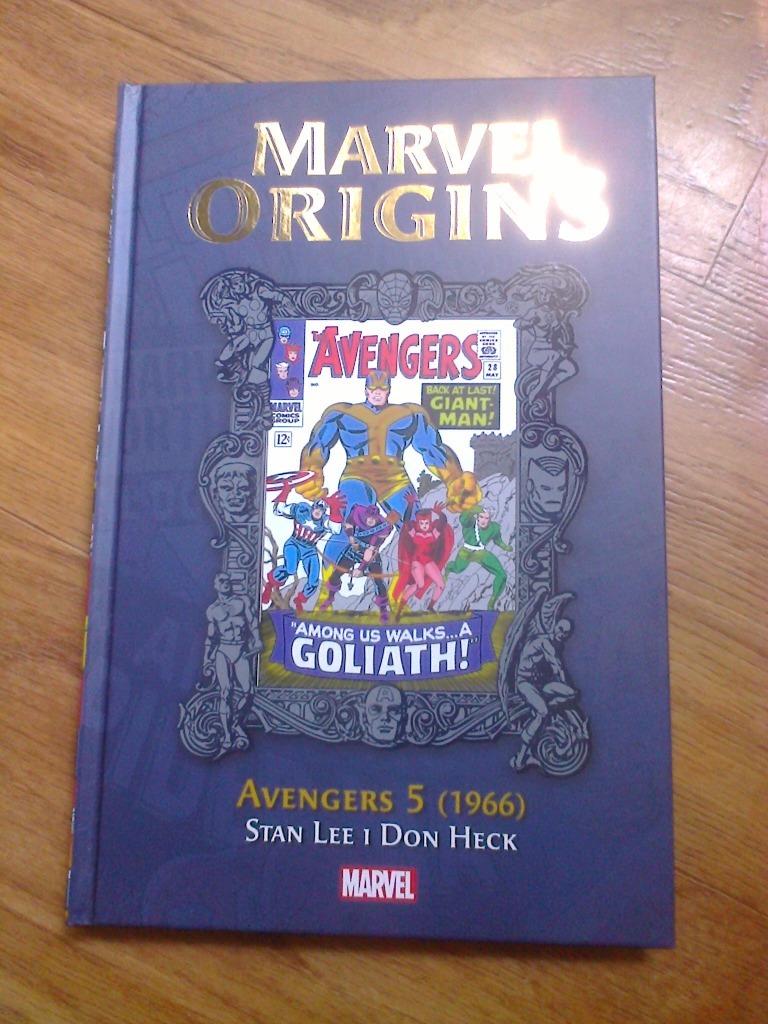 MARVEL
ORIGINS
THE AVENGERS
28
MAY
BACK AT LAST!
GIANT-
MAN!
MARVEL
COMICS
GROUP
12¢
"AMONG US WALKS...A
GOLIATH!"
AVENGERS 5 (1966)
STAN LEE I DON HECK
MARVEL